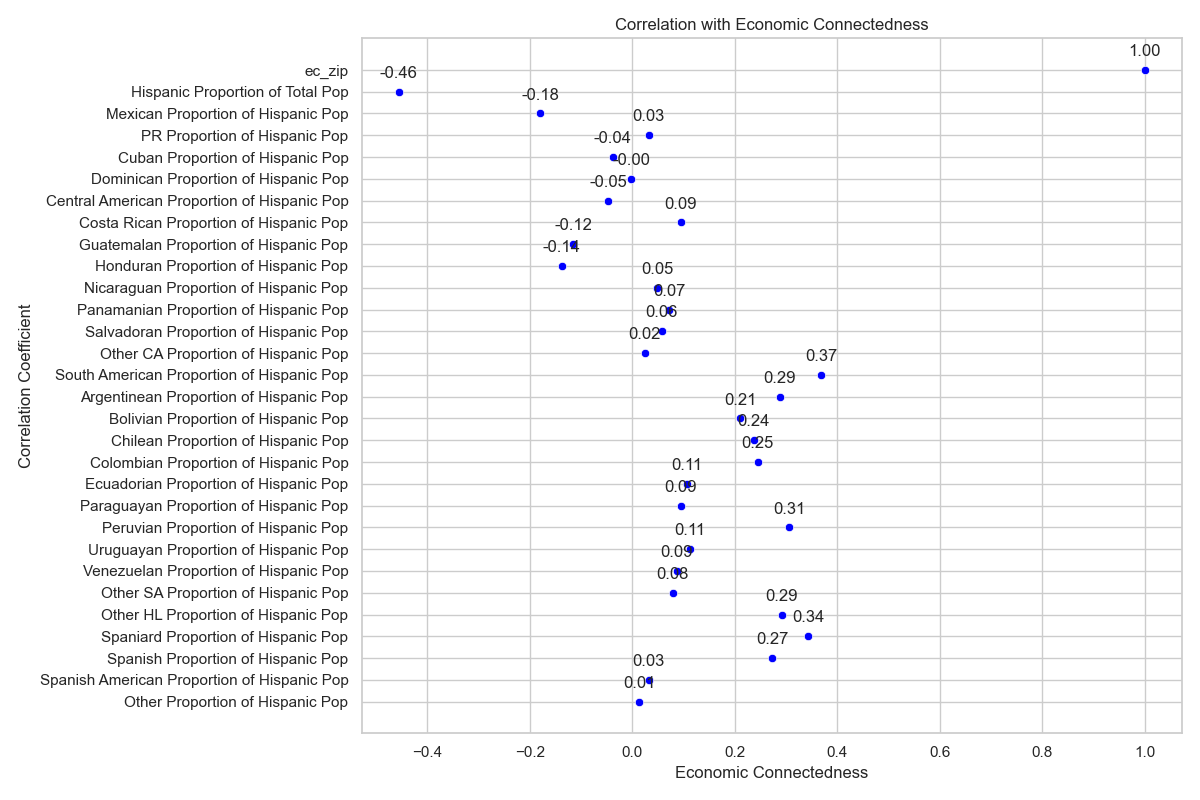 Correlation with Economic Connectedness
1.00
ec_zip
-0.46
Hispanic Proportion of Total Pop
-0.18
Mexican Proportion of Hispanic Pop
0.03
PR Proportion of Hispanic Pop
-0.04
Cuban Proportion of Hispanic Pop
-0.00
Dominican Proportion of Hispanic Pop
-0.05
Central American Proportion of Hispanic Pop
0.09
Costa Rican Proportion of Hispanic Pop
-0.12
Guatemalan Proportion of Hispanic Pop
-0.14
Honduran Proportion of Hispanic Pop
0.05
Nicaraguan Proportion of Hispanic Pop
0.07
Panamanian Proportion of Hispanic Pop
0.06
Salvadoran Proportion of Hispanic Pop
0.02
Other CA Proportion of Hispanic Pop
0.37
South American Proportion of Hispanic Pop
0.29
Argentinean Proportion of Hispanic Pop
0.21
Bolivian Proportion of Hispanic Pop
0.24
Chilean Proportion of Hispanic Pop
0.25
Colombian Proportion of Hispanic Pop
0.11
Ecuadorian Proportion of Hispanic Pop
0.09
Paraguayan Proportion of Hispanic Pop
0.31
Peruvian Proportion of Hispanic Pop
0.11
Uruguayan Proportion of Hispanic Pop
0.09
Venezuelan Proportion of Hispanic Pop
0.08
Other SA Proportion of Hispanic Pop
0.29
Other HL Proportion of Hispanic Pop
0.34
Spaniard Proportion of Hispanic Pop
0.27
Spanish Proportion of Hispanic Pop
0.03
Spanish American Proportion of Hispanic Pop
0.01
Other Proportion of Hispanic Pop
Correlation Coefficient
−0.4 −0.2 0.0 0.2 0.4 0.6 0.8 1.0
Economic Connectedness